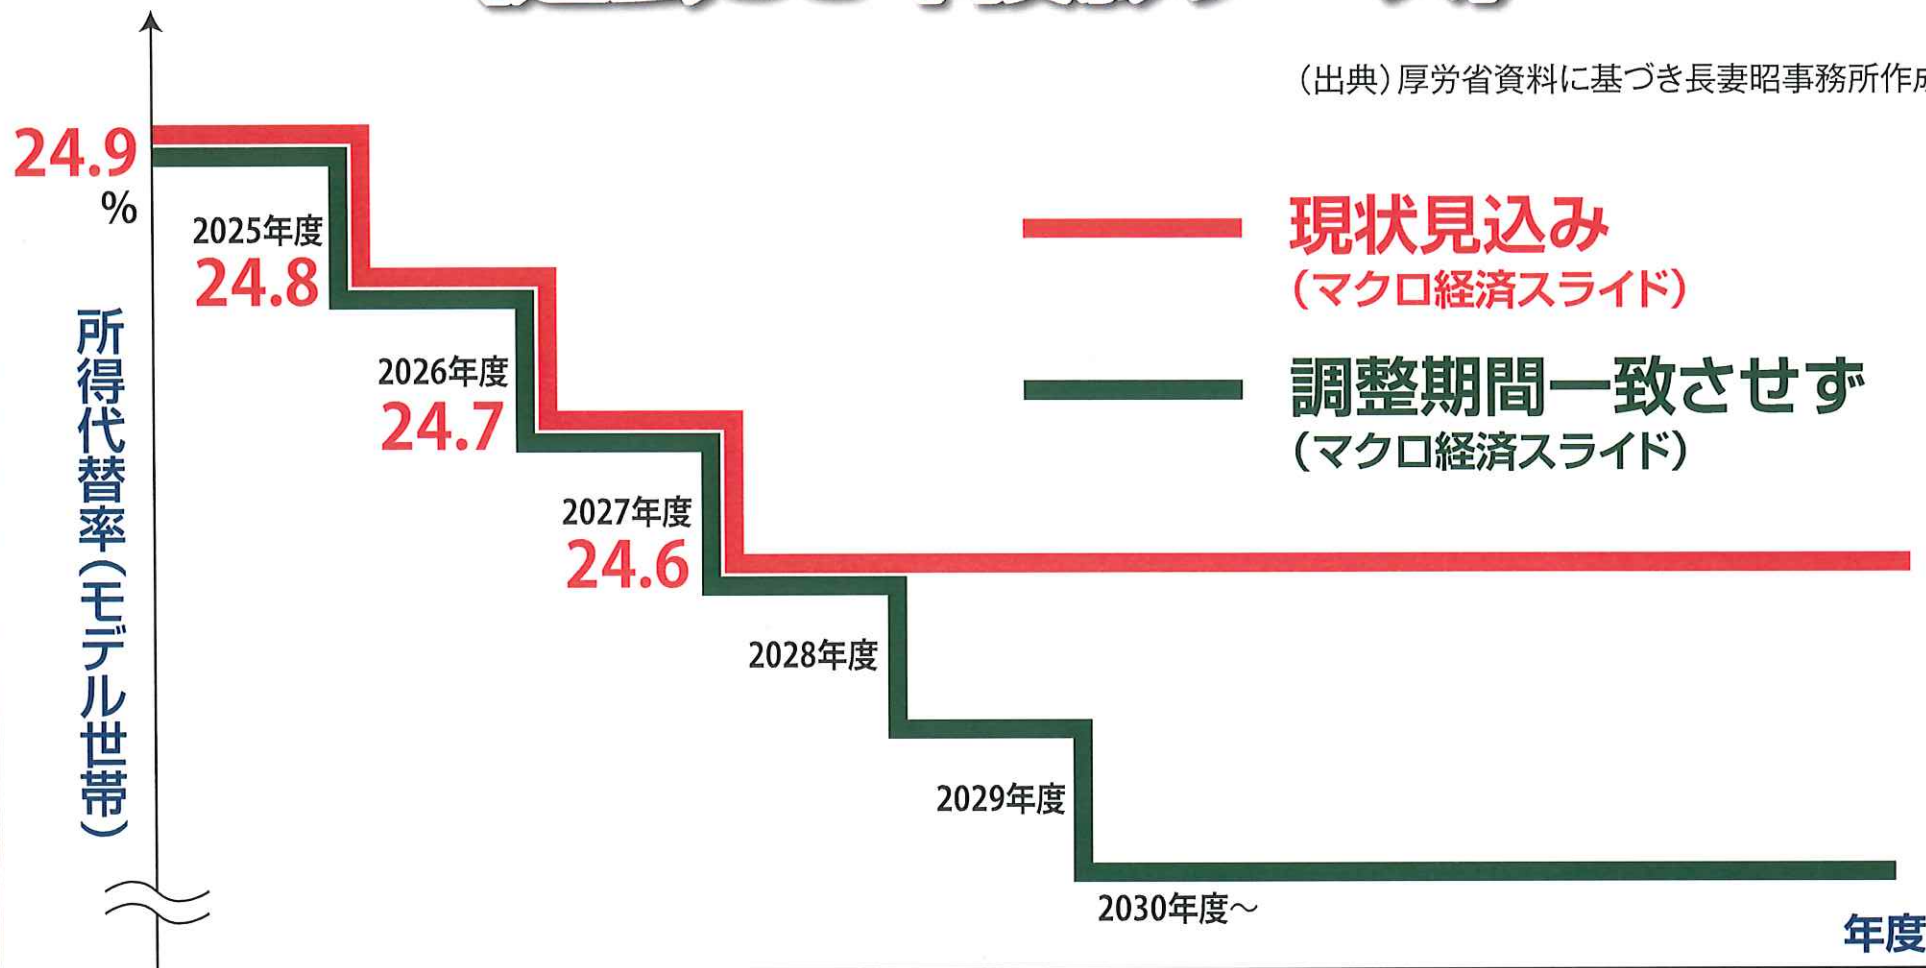 (出典)厚労省資料に基づき長妻昭事務所作成
24.9
%
2025年度
24.8
2026年度
24.7
2027年度
24.6
2028年度
2029年度
2030年度～
現状見込み
(マクロ経済スライド)
調整期間一致させず
(マクロ経済スライド)
所得代替率(モデル世帯)
年度